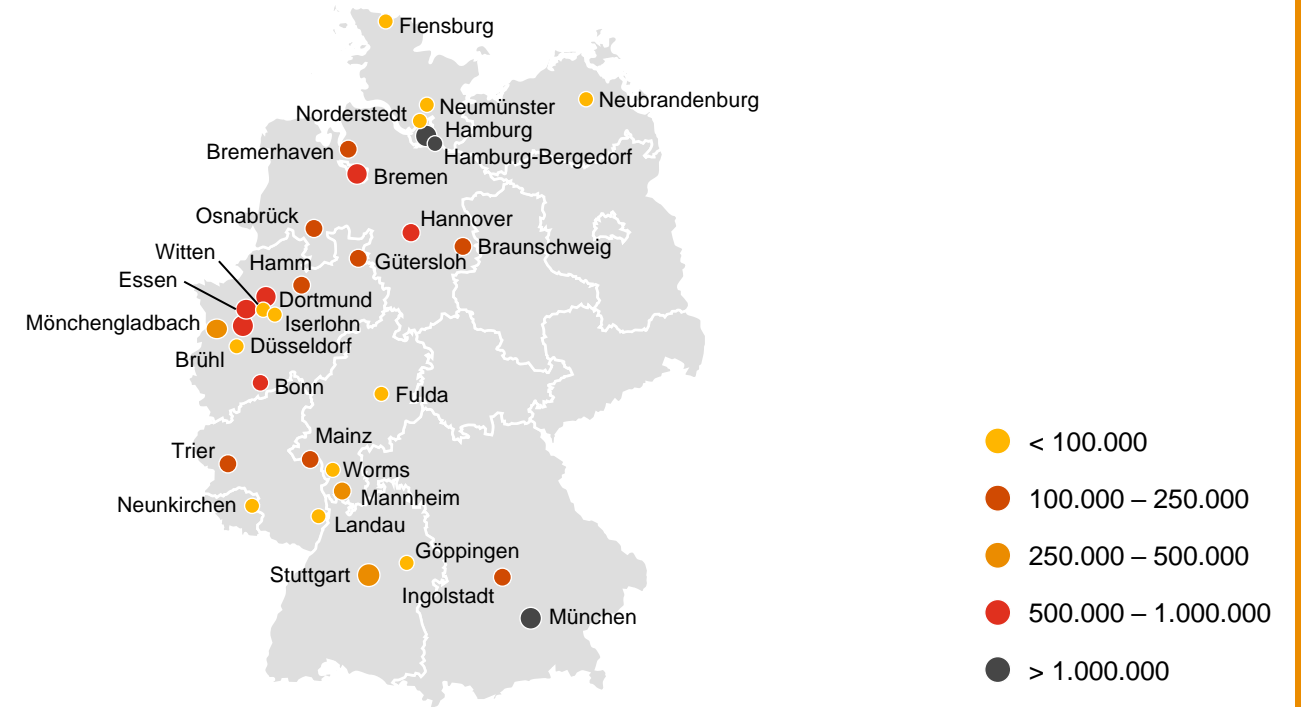 Flensburg
Neubrandenburg
Neumünster
Norderstedt
Hamburg
Bremerhaven
Hamburg-Bergedorf
Bremen
Osnabrück
Hannover
Braunschweig
Witten
Hamm
Gütersloh
Essen
Dortmund
Mönchengladbach
Iserlohn
Düsseldorf
Brühl
Bonn
Fulda
Mainz
Trier
Worms
Mannheim
Neunkirchen
Landau
Göppingen
Stuttgart
Ingolstadt
München
< 100.000
100.000 – 250.000
250.000 – 500.000
500.000 – 1.000.000
> 1.000.000